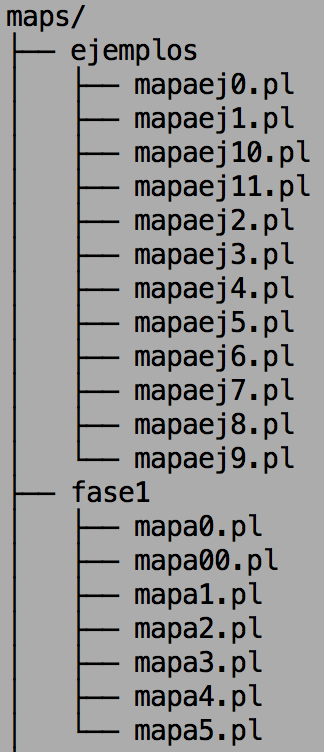 maps/
├── ejemplos
│   ├── mapaej0.pl
│   ├── mapaej1.pl
│   ├── mapaej10.pl
│   ├── mapaej11.pl
│   ├── mapaej2.pl
│   ├── mapaej3.pl
│   ├── mapaej4.pl
│   ├── mapaej5.pl
│   ├── mapaej6.pl
│   ├── mapaej7.pl
│   ├── mapaej8.pl
│   └── mapaej9.pl
├── fase1
│   ├── mapa0.pl
│   ├── mapa00.pl
│   ├── mapa1.pl
│   ├── mapa2.pl
│   ├── mapa3.pl
│   ├── mapa4.pl
│   └── mapa5.pl